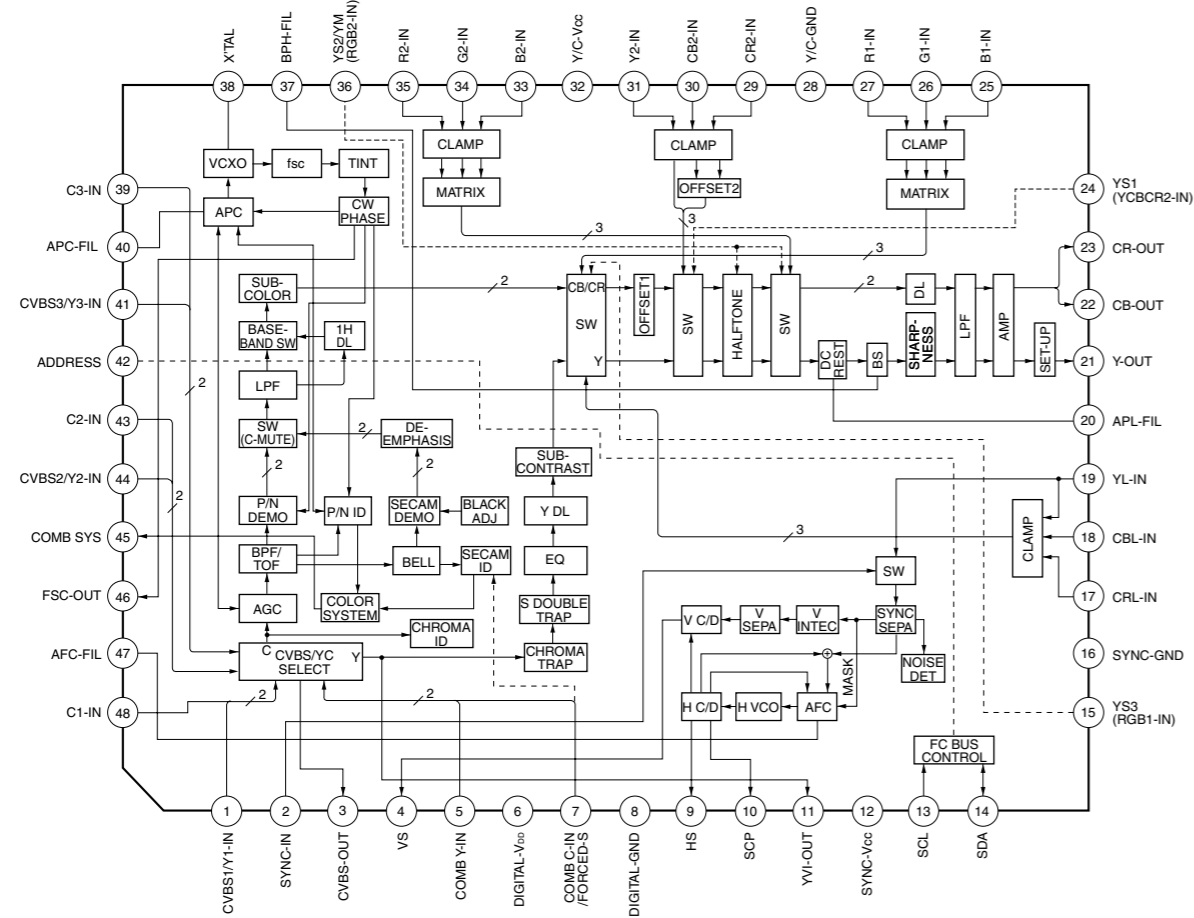 X'TAL
BPH-FIL
YS2/YM
(RGB2-IN)
R2-IN
G2-IN
B2-IN
Y/C-Vcc
Y2-IN
CB2-IN
CR2-IN
Y/C-GND
R1-IN
G1-IN
B1-IN
38
37
36
35
34
33
32
31
30
29
28
27
26
25
CLAMP
CLAMP
CLAMP
VCXO
fsc
TINT
MATRIX
OFFSET2
MATRIX
C3-IN
39
APC
CW
PHASE
24
YS1
(YCBCR2-IN)
3
3
3
APC-FIL
40
23
CR-OUT
SUB-
COLOR
2
CB/CR
SW
Y
OFFSET1
SW
HALFTONE
SW
2
DL
LPF
AMP
CVBS3/Y3-IN
41
22
CB-OUT
BASE-
BAND SW
1H
DL
DC
REST
BS
SHARP-
NESS
SET-UP
ADDRESS
42
21
Y-OUT
2
LPF
C2-IN
43
20
APL-FIL
SW
(C-MUTE)
2
DE-
EMPHASIS
SUB-
CONTRAST
2
2
CVBS2/Y2-IN
44
2
19
YL-IN
P/N
DEMO
P/N ID
SECAM
DEMO
BLACK
ADJ
Y DL
COMB SYS
45
3
CLAMP
18
CBL-IN
BPF/
TOF
BELL
SECAM
ID
EQ
SW
FSC-OUT
46
17
CRL-IN
AGC
COLOR
SYSTEM
S DOUBLE
TRAP
V C/D
V
SEPA
V
INTEC
SYNC
SEPA
CHROMA
ID
AFC-FIL
47
C
CVBS/YC
SELECT
Y
CHROMA
TRAP
MASK
NOISE
DET
16
SYNC-GND
2
2
H C/D
H VCO
AFC
C1-IN
48
15
YS3
(RGB1-IN)
FC BUS
CONTROL
1
2
3
4
5
6
7
8
9
10
11
12
13
14
CVBS1/Y1-IN
SYNC-IN
CVBS-OUT
VS
COMB Y-IN
DIGITAL-VDD
COMB C-IN
/FORCED-S
DIGITAL-GND
HS
SCP
YVI-OUT
SYNC-Vcc
SCL
SDA